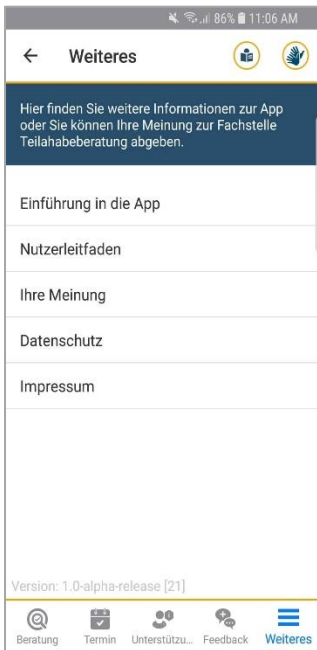 86% 11:06 AM
Weiteres
Hier finden Sie weitere Informationen zur App
oder Sie können Ihre Meinung zur Fachstelle
Teilahabeberatung abgeben.
Einführung in die App
Nutzerleitfaden
Ihre Meinung
Datenschutz
Impressum
Version: 1.0-alpha-release [21]
Beratung Termin Unterstützu... Feedback Weiteres